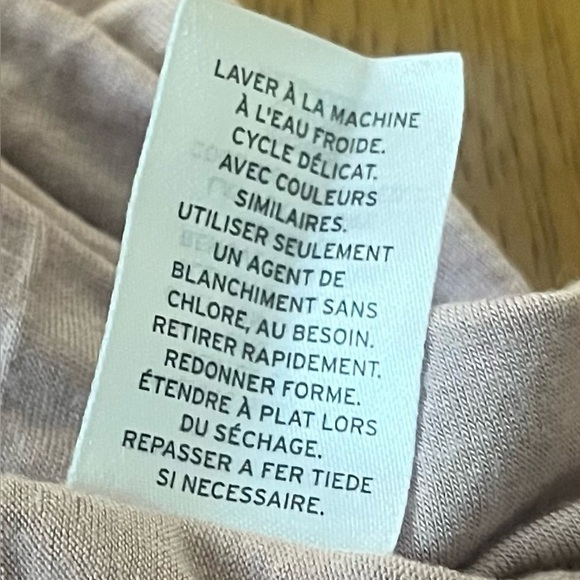 LAVER À LA MACHINE
À L'EAU FROIDE.
CYCLE DÉLICAT.
AVEC COULEURS
SIMILAIRES.
UTILISER SEULEMENT
UN AGENT DE
BLANCHIMENT SANS
CHLORE, AU BESOIN.
RETIRER RAPIDEMENT.
REDONNER FORME.
ÉTENDRE À PLAT LORS
DU SÉCHAGE.
REPASSER A FER TIEDE
SI NECESSAIRE.